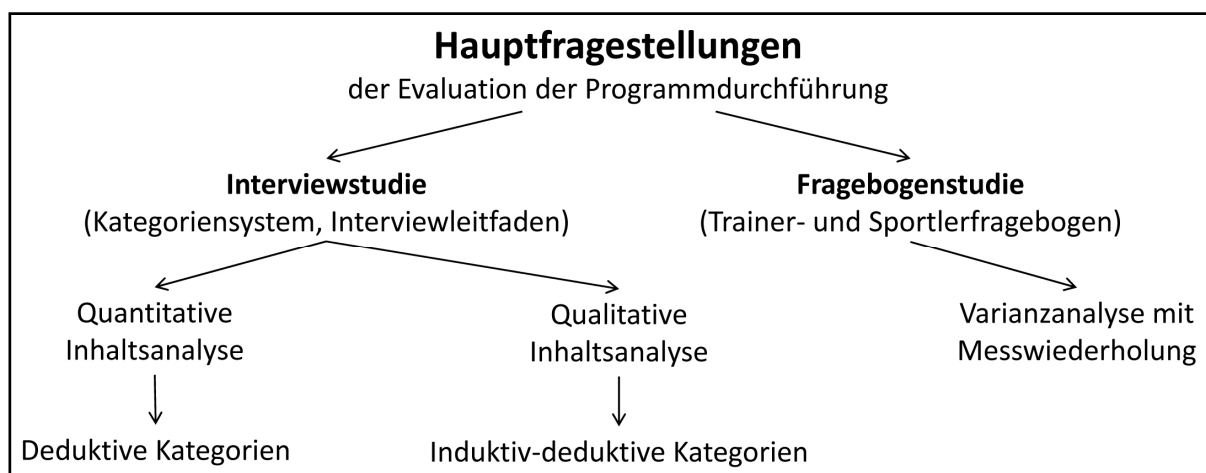 Hauptfragestellungen
der Evaluation der Programmdurchführung
Interviewstudie
(Kategoriensystem, Interviewleitfaden)
Fragebogenstudie
(Trainer- und Sportlerfragebogen)
Quantitative
Inhaltsanalyse
Qualitative
Inhaltsanalyse
Varianzanalyse mit
Messwiederholung
Deduktive Kategorien
Induktiv-deduktive Kategorien